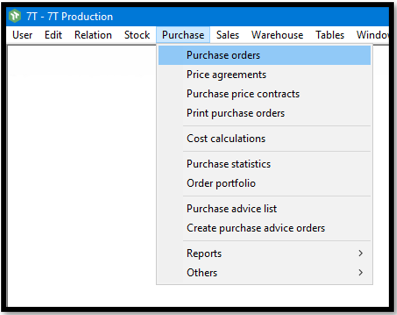 7T - 7T Production
User Edit Relation Stock Purchase Sales Warehouse Tables Window
Purchase orders
Price agreements
Purchase price contracts
Print purchase orders
Cost calculations
Purchase statistics
Order portfolio
Purchase advice list
Create purchase advice orders
Reports
Others